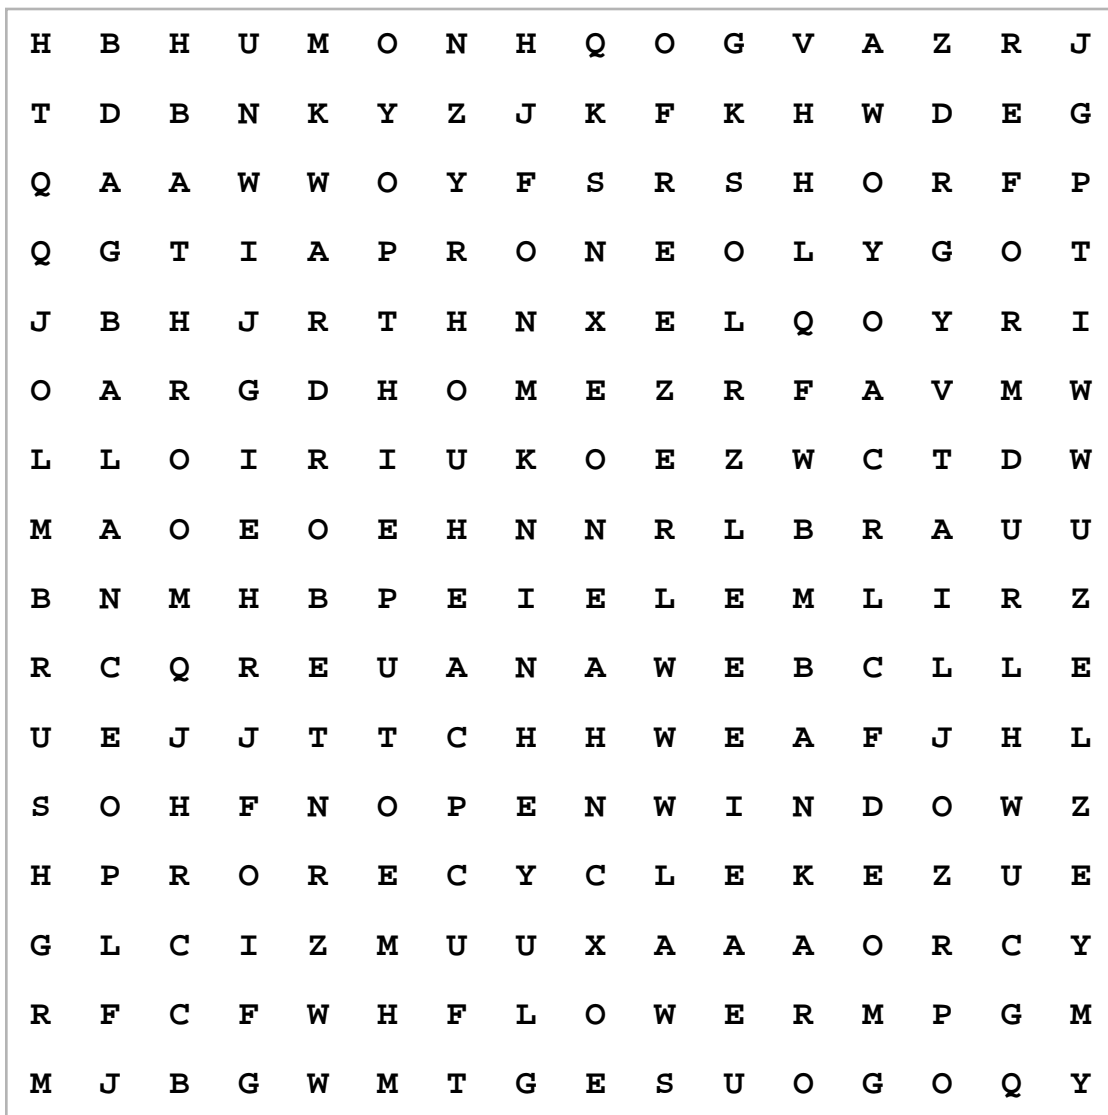 H B H U M O N H Q O G V A Z R J
T D B N K Y Z J K F K H W D E G
Q A A W W O Y F S R S H O R F P
Q G T I A P R O N E O L Y G O T
J B H J R T H N X E L Q O Y R I
O A R G D H O M E Z R F A V M W
L L O I R I U K O E Z W C T D W
M A O E O E H N N R L B R A U U
B N M H B P E I E L E M L I R Z
R C Q R E U A N A W E B C L L E
U E J J T T C H H W E A F J H L
S O H F N O P E N W I N D O W Z
H P R O R E C Y C L E K E Z U E
G L C I Z M U U X A A A O R C Y
R F C F W H F L O W E R M P G M
M J B G W M T G E S U O G O Q Y